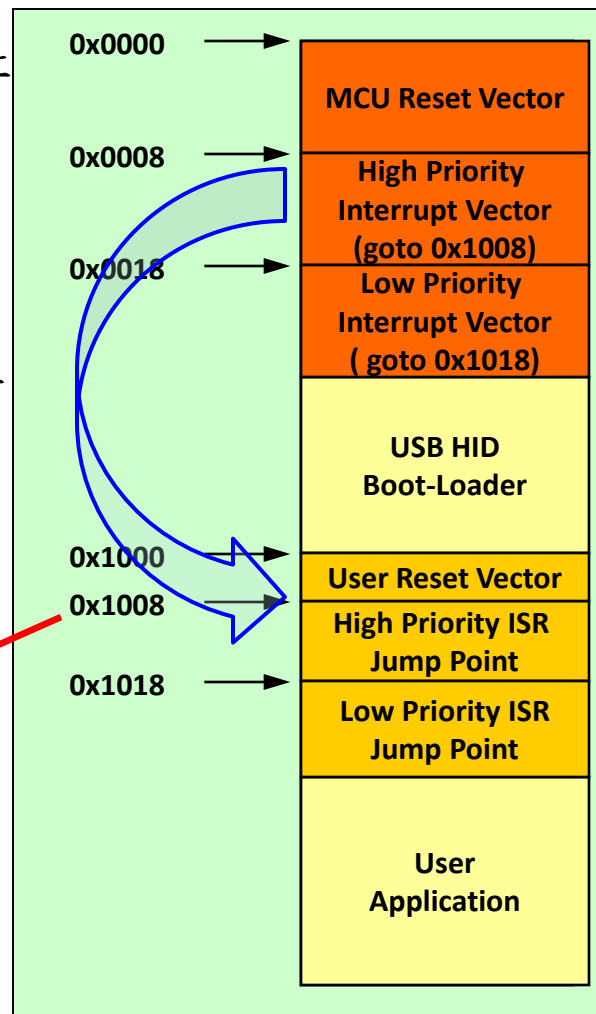 0x0000
MCU Reset Vector
0x0008
High Priority
Interrupt Vector
(goto 0x1008)
0x0018
Low Priority
Interrupt Vector
( goto 0x1018)
USB HID
Boot-Loader
0x1000
User Reset Vector
0x1008
High Priority ISR
Jump Point
0x1018
Low Priority ISR
Jump Point
User
Application